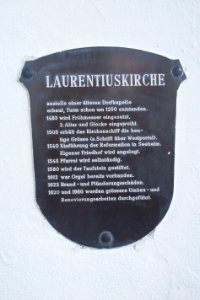 LAURENTIUSKIRCHE
anstelle einer älteren Dorfkapelle
erbaut, Turm schon um 1250 entstanden.
1483 wird Frühmesser eingesetzt,
2. Altar und Glocke eingeweiht.
1500 erhält das Kirchenschiff die heu-
tige Grösse (s. Schrift über Westportal).
1540 Einführung der Reformation in Seeheim.
Eigener Friedhof wird angelegt.
1545 Pfarrei wird selbständig.
1580 wird der Taufstein gestiftet.
1612 war Orgel bereits vorhanden.
1622 Brand- und Plünderungsschäden.
1820 und 1960 werden grössere Umbau- und
Renovierungsarbeiten durchgeführt.